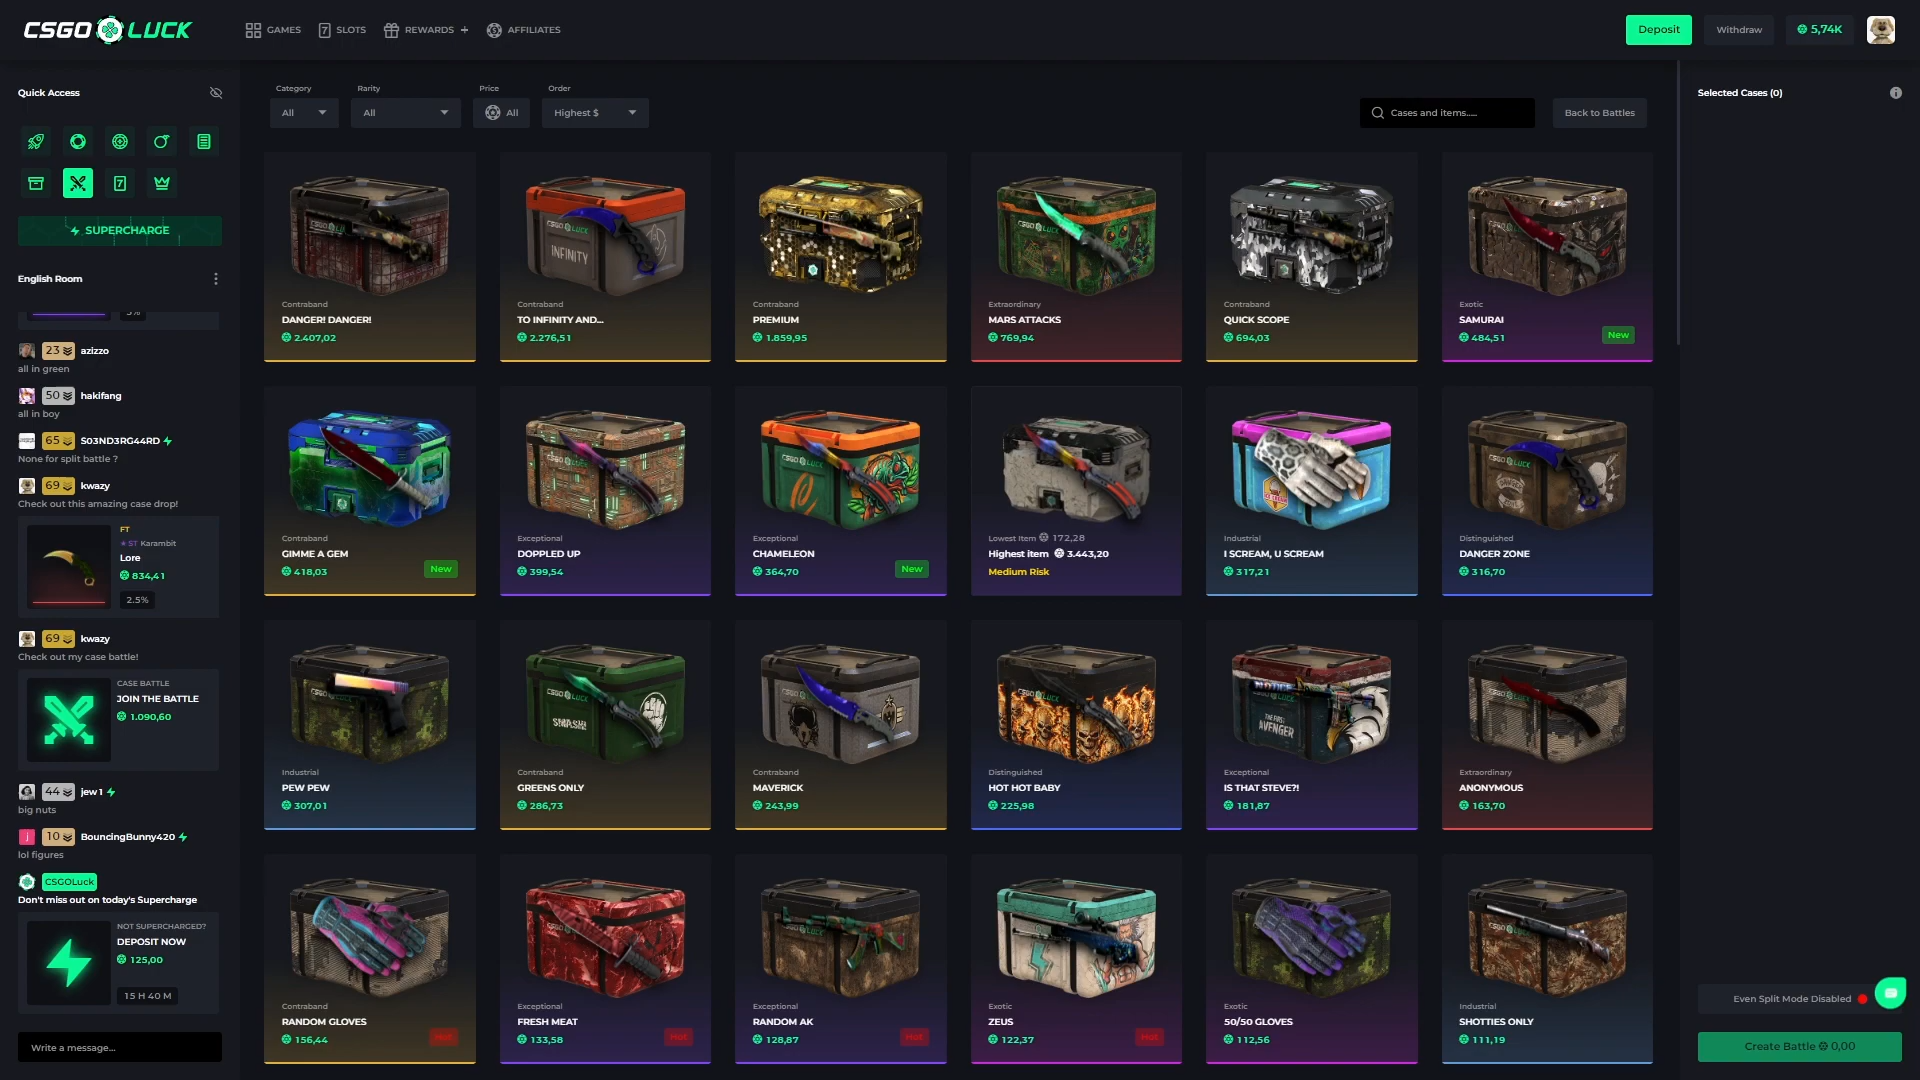 CSGO LUCK
GAMES
SLOTS
REWARDS +
AFFILIATES
Deposit
Withdraw
5,74K
Quick Access
SUPERCHARGE
English Room
5%
23 azizzo
all in green
50 hakifang
all in boy
65 S03ND3RG44RD
None for split battle ?
69 kwazy
Check out this amazing case drop!
FT
★ ST Karambit
Lore
834,41
2.5%
69 kwazy
Check out my case battle!
CASE BATTLE
JOIN THE BATTLE
1.090,60
44 jew1
big nuts
10 BouncingBunny420
lol figures
CSGOLuck
Don't miss out on today's Supercharge
NOT SUPERCHARGED?
DEPOSIT NOW
125,00
15 H 40 M
Write a message...
Category
All
Rarity
All
Price
All
Order
Highest $
Cases and items.....
Back to Battles
Contraband
DANGER! DANGER!
2.407,02
INFINITY
Contraband
TO INFINITY AND...
2.276,51
Contraband
PREMIUM
1.859,95
Extraordinary
MARS ATTACKS
769,94
Contraband
QUICK SCOPE
694,03
Exotic
SAMURAI
484,51
New
Contraband
GIMME A GEM
418,03
New
Exceptional
DOPPLED UP
399,54
Exceptional
CHAMELEON
364,70
New
Lowest Item 172,28
Highest item 3.443,20
Medium Risk
Industrial
I SCREAM, U SCREAM
317,21
Distinguished
DANGER ZONE
316,70
Industrial
PEW PEW
307,01
SMASH!
Contraband
GREENS ONLY
286,73
Contraband
MAVERICK
243,99
Distinguished
HOT HOT BABY
225,98
THE FIRST
AVENGER
Exceptional
IS THAT STEVE?!
181,87
Extraordinary
ANONYMOUS
163,70
Contraband
RANDOM GLOVES
156,44
Hot
Exceptional
FRESH MEAT
133,58
Hot
Exceptional
RANDOM AK
128,87
Hot
Exotic
ZEUS
122,37
Hot
Exotic
50/50 GLOVES
112,56
Industrial
SHOTTIES ONLY
111,19
Selected Cases (0)
Even Split Mode Disabled
Create Battle 0,00